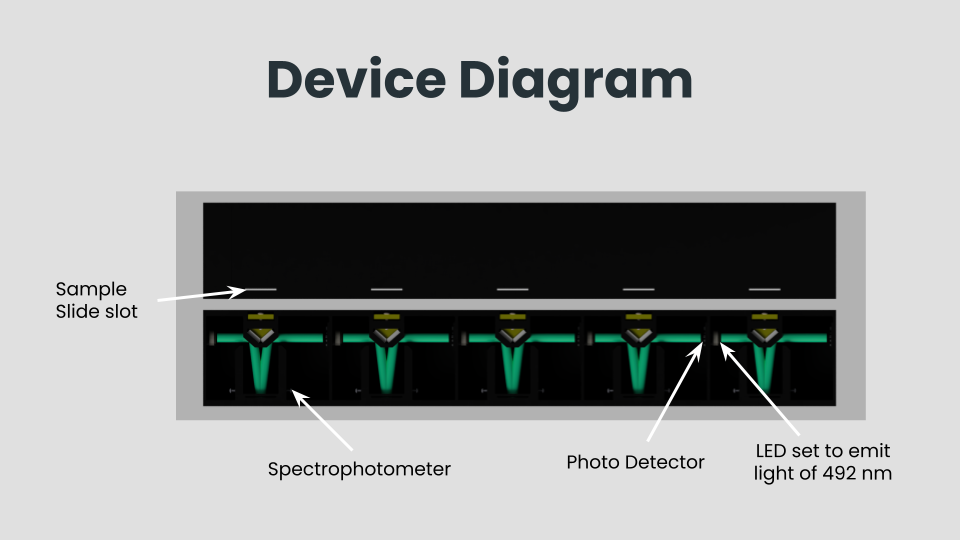 Device Diagram
Sample
Slide slot
Spectrophotometer
Photo Detector
LED set to emit
light of 492 nm